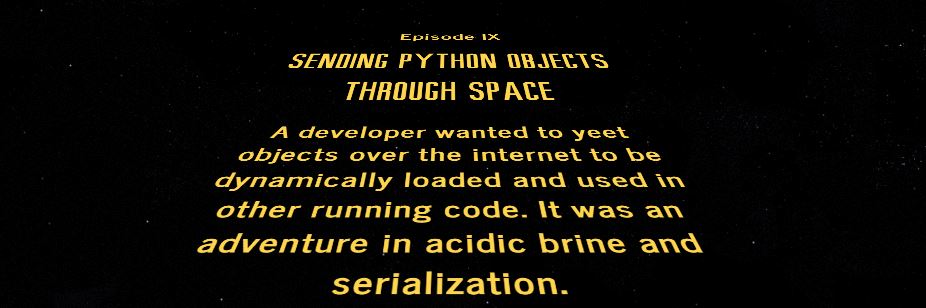 Episode IX
SENDING PYTHON OBJECTS
THROUGH SPACE
A developer wanted to yeet
objects over the internet to be
dynamically loaded and used in
other running code. It was an
adventure in acidic brine and
serialization.